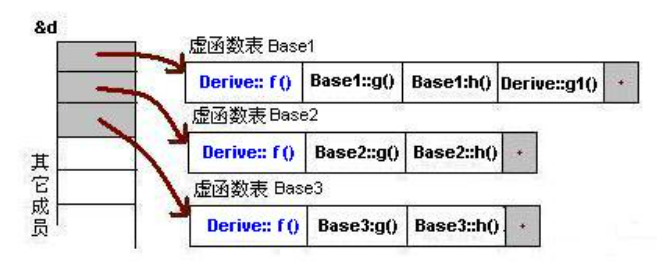 &d
虚函数表 Base1
Derive:: f () Base1::g() Base1:h() Derive::g1()
虚函数表 Base2
Derive:: f () Base2::g() Base2::h()
虚函数表 Base3
Derive:: f () Base3:g() Base3::h()
其它成员